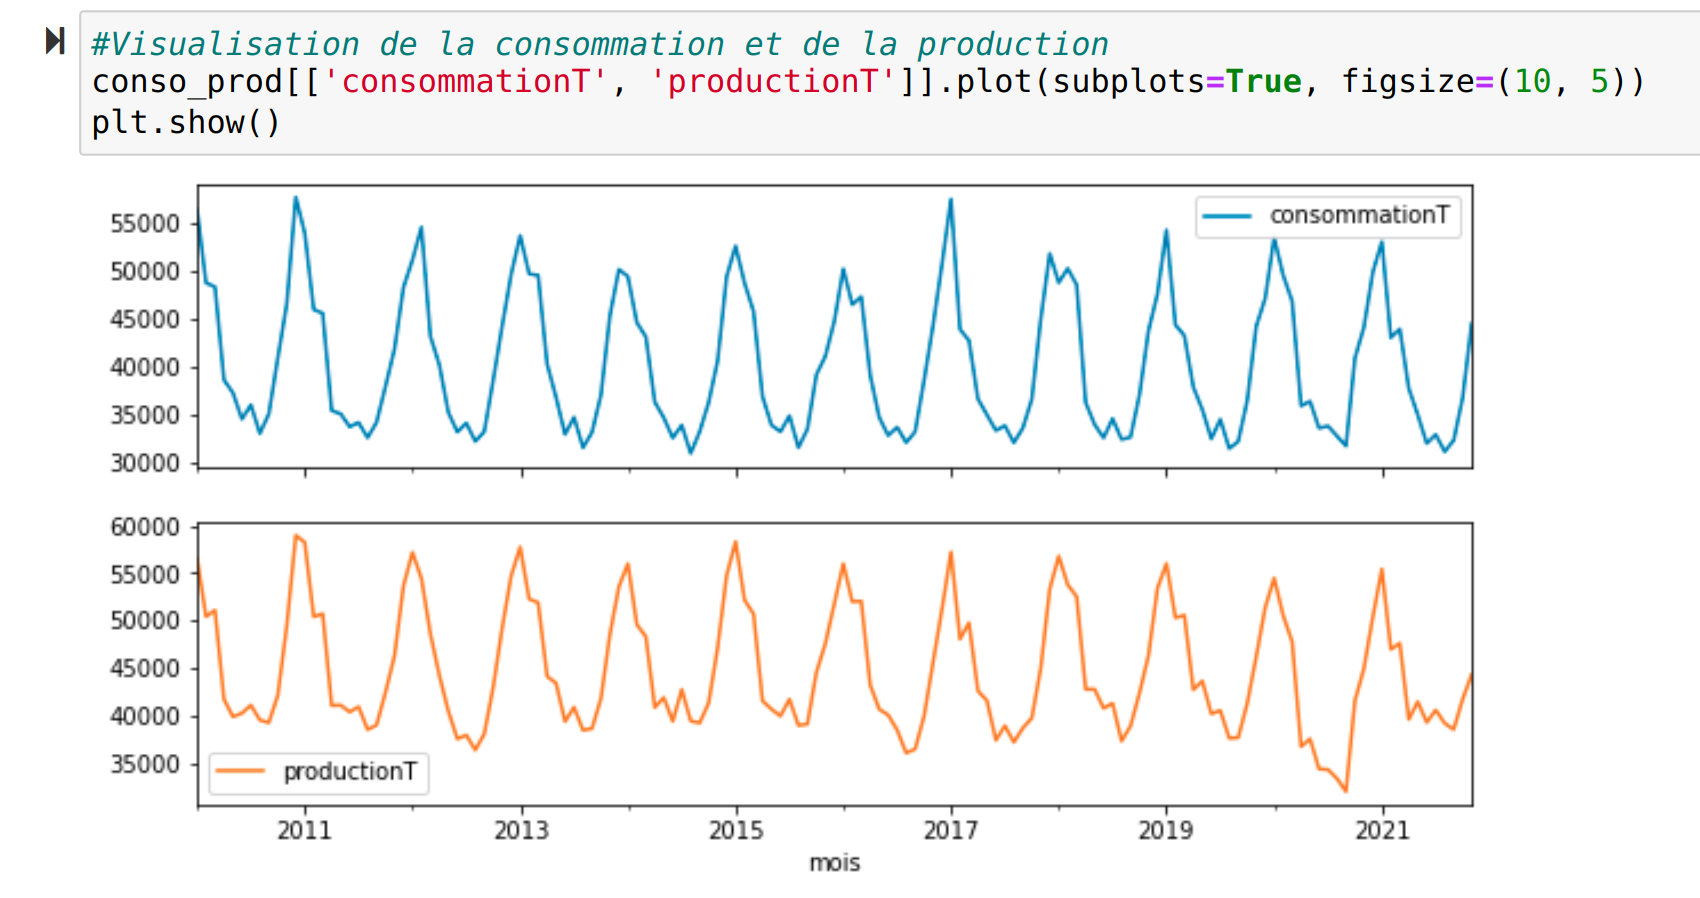 #Visualisation de la consommation et de la production
conso_prod[['consommationT', 'productionT']].plot(subplots=True, figsize=(10, 5))
plt.show()
consommationT
55000
50000
45000
40000
35000
30000
60000
55000
50000
45000
40000
35000
productionT
2011 2013 2015 2017 2019 2021
mois